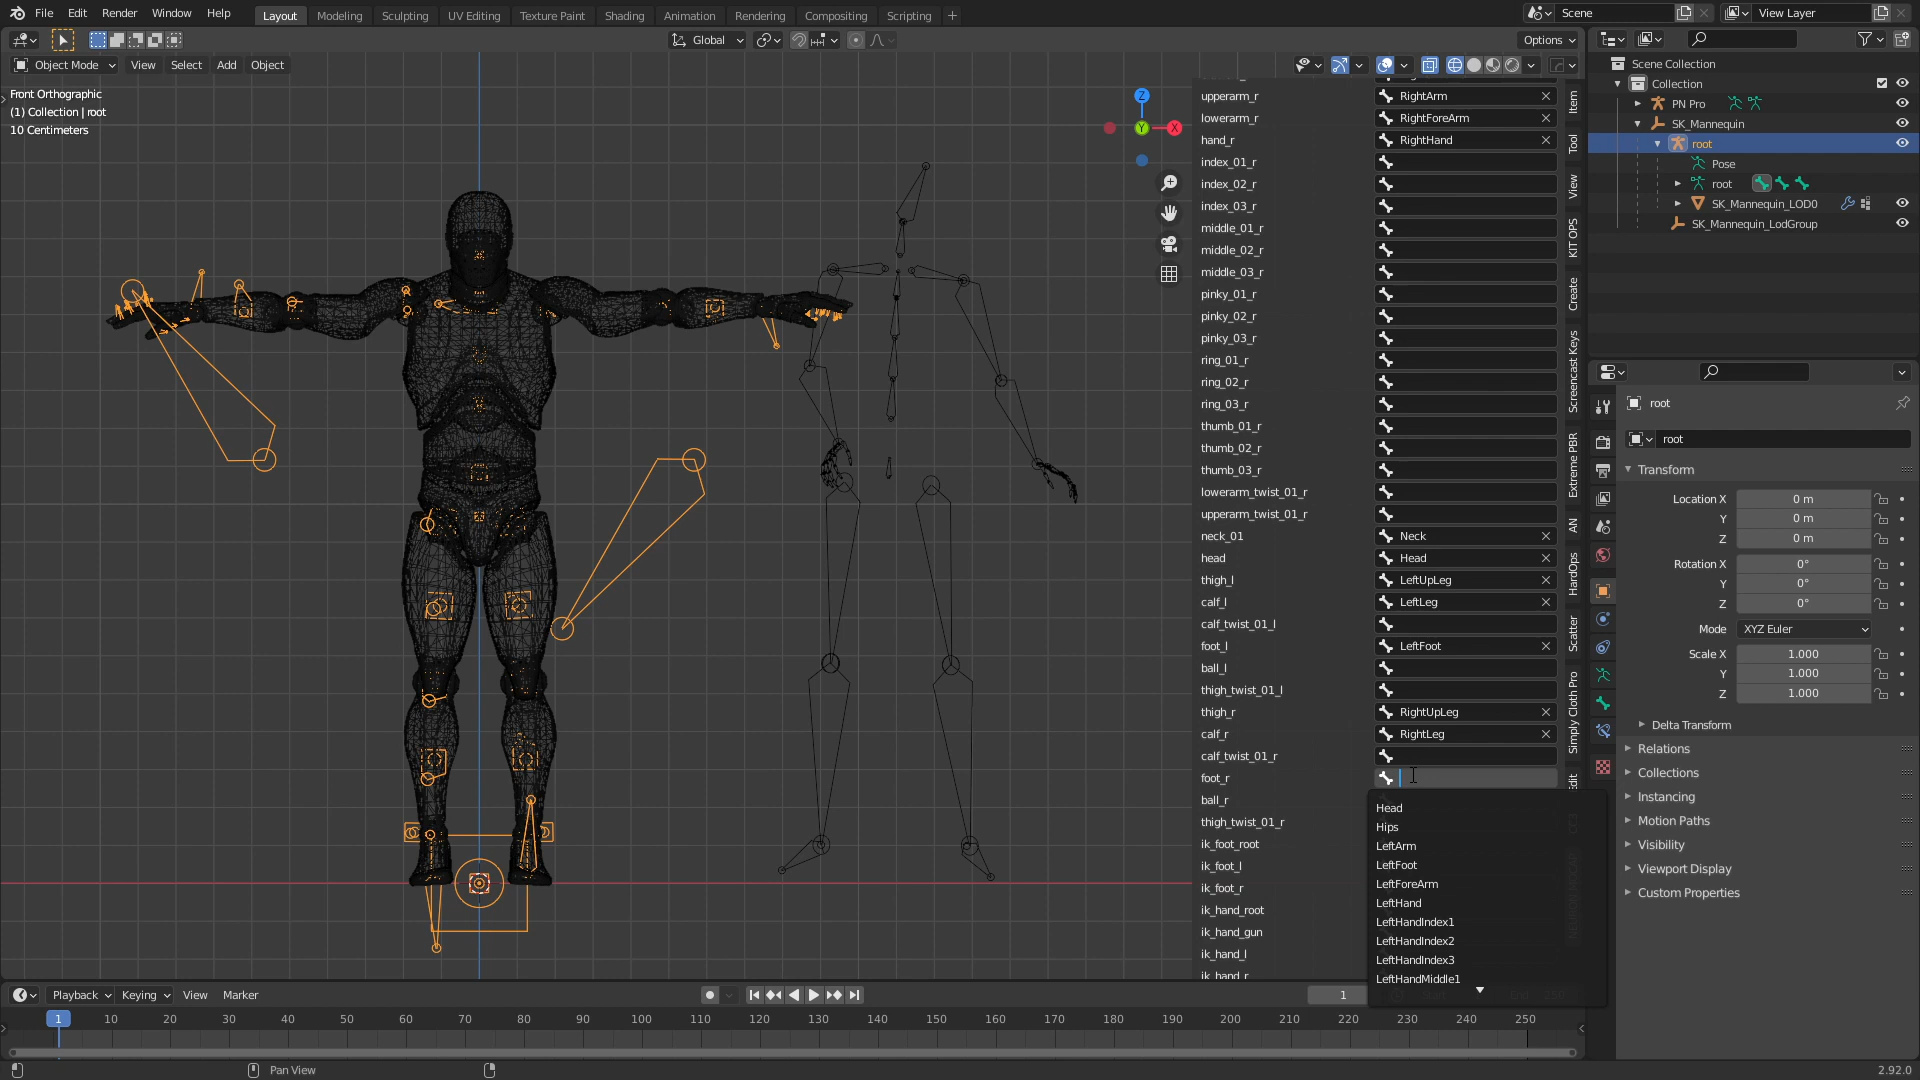 File Edit Render Window Help Layout Modeling Sculpting UV Editing Texture Paint Shading Animation Rendering Compositing Scripting + Scene View Layer
Global Options
Object Mode View Select Add Object
Front Orthographic
(1) Collection | root
10 Centimeters
Z
Y
X
upperarm_r RightArm
lowerarm_r RightForeArm
hand_r RightHand
index_01_r
index_02_r
index_03_r
middle_01_r
middle_02_r
middle_03_r
pinky_01_r
pinky_02_r
pinky_03_r
ring_01_r
ring_02_r
ring_03_r
thumb_01_r
thumb_02_r
thumb_03_r
lowerarm_twist_01_r
upperarm_twist_01_r
neck_01 Neck
head Head
thigh_l LeftUpLeg
calf_l LeftLeg
calf_twist_01_l
foot_l LeftFoot
ball_l
thigh_twist_01_l
thigh_r RightUpLeg
calf_r RightLeg
calf_twist_01_r
foot_r
ball_r
thigh_twist_01_r
ik_foot_root
ik_foot_l
ik_foot_r
ik_hand_root
ik_hand_gun
ik_hand_l
ik_hand_r
Head
Hips
LeftArm
LeftFoot
LeftForeArm
LeftHand
LeftHandIndex1
LeftHandIndex2
LeftHandIndex3
LeftHandMiddle1
Item
Tool
View
KIT OPS
Create
Screencast Keys
Extreme PBR
AN
HardOps
Scatter
Simply Cloth Pro
Scene Collection
Collection
PN Pro
SK_Mannequin
root
Pose
root
SK_Mannequin_LOD0
SK_Mannequin_LodGroup
root
root
Transform
Location X 0 m
Y 0 m
Z 0 m
Rotation X 0°
Y 0°
Z 0°
Mode XYZ Euler
Scale X 1.000
Y 1.000
Z 1.000
Delta Transform
Relations
Collections
Instancing
Motion Paths
Visibility
Viewport Display
Custom Properties
Playback Keying View Marker 1
1 10 20 30 40 50 60 70 80 90 100 110 120 130 140 150 160 170 180 190 200 210 220 230 240 250
Pan View 2.92.0